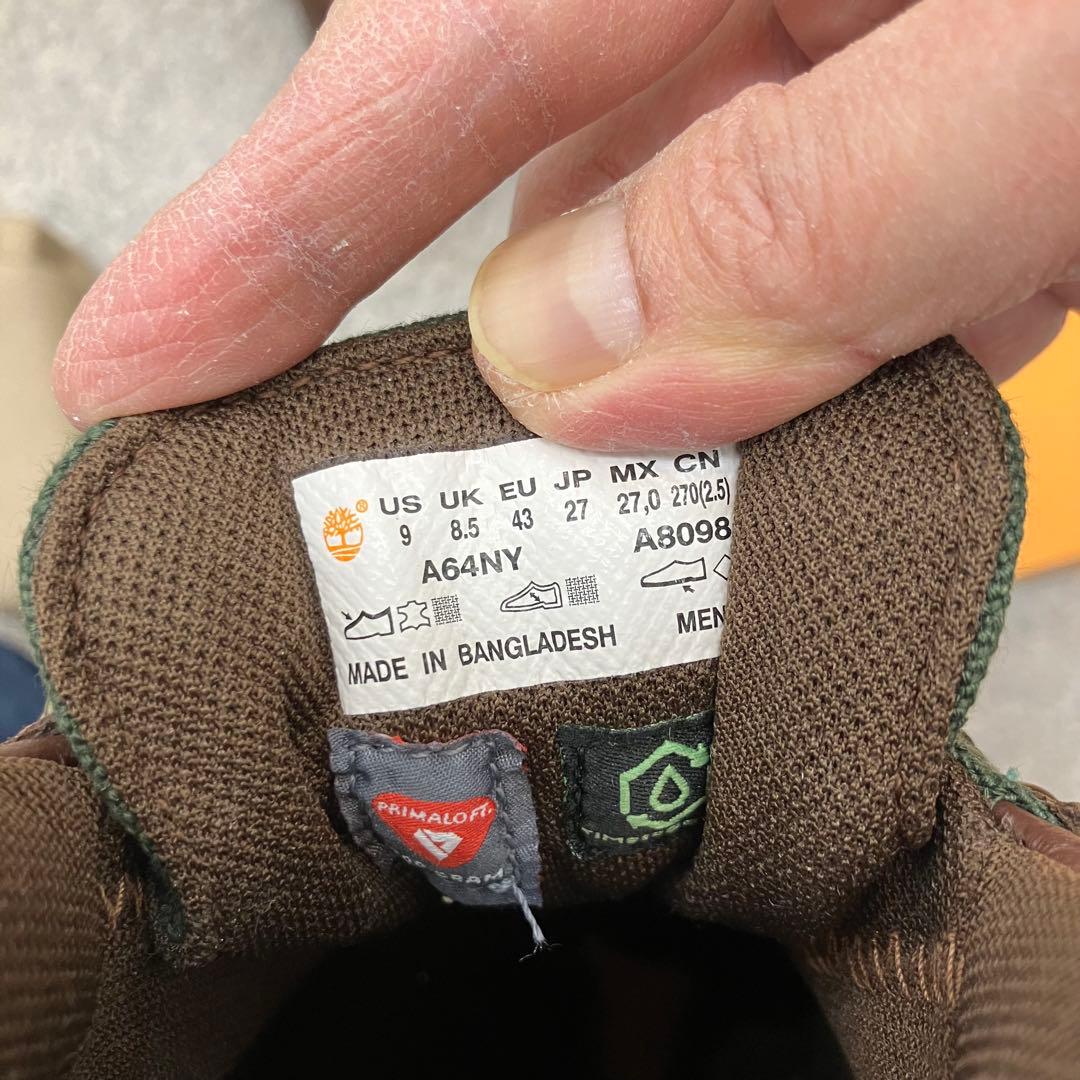 ® US UK EU JP MX CN
9 8.5 43 27 27,0 270(2.5)
A64NY A8098
MADE IN BANGLADESH MEN
PRIMALOFT®